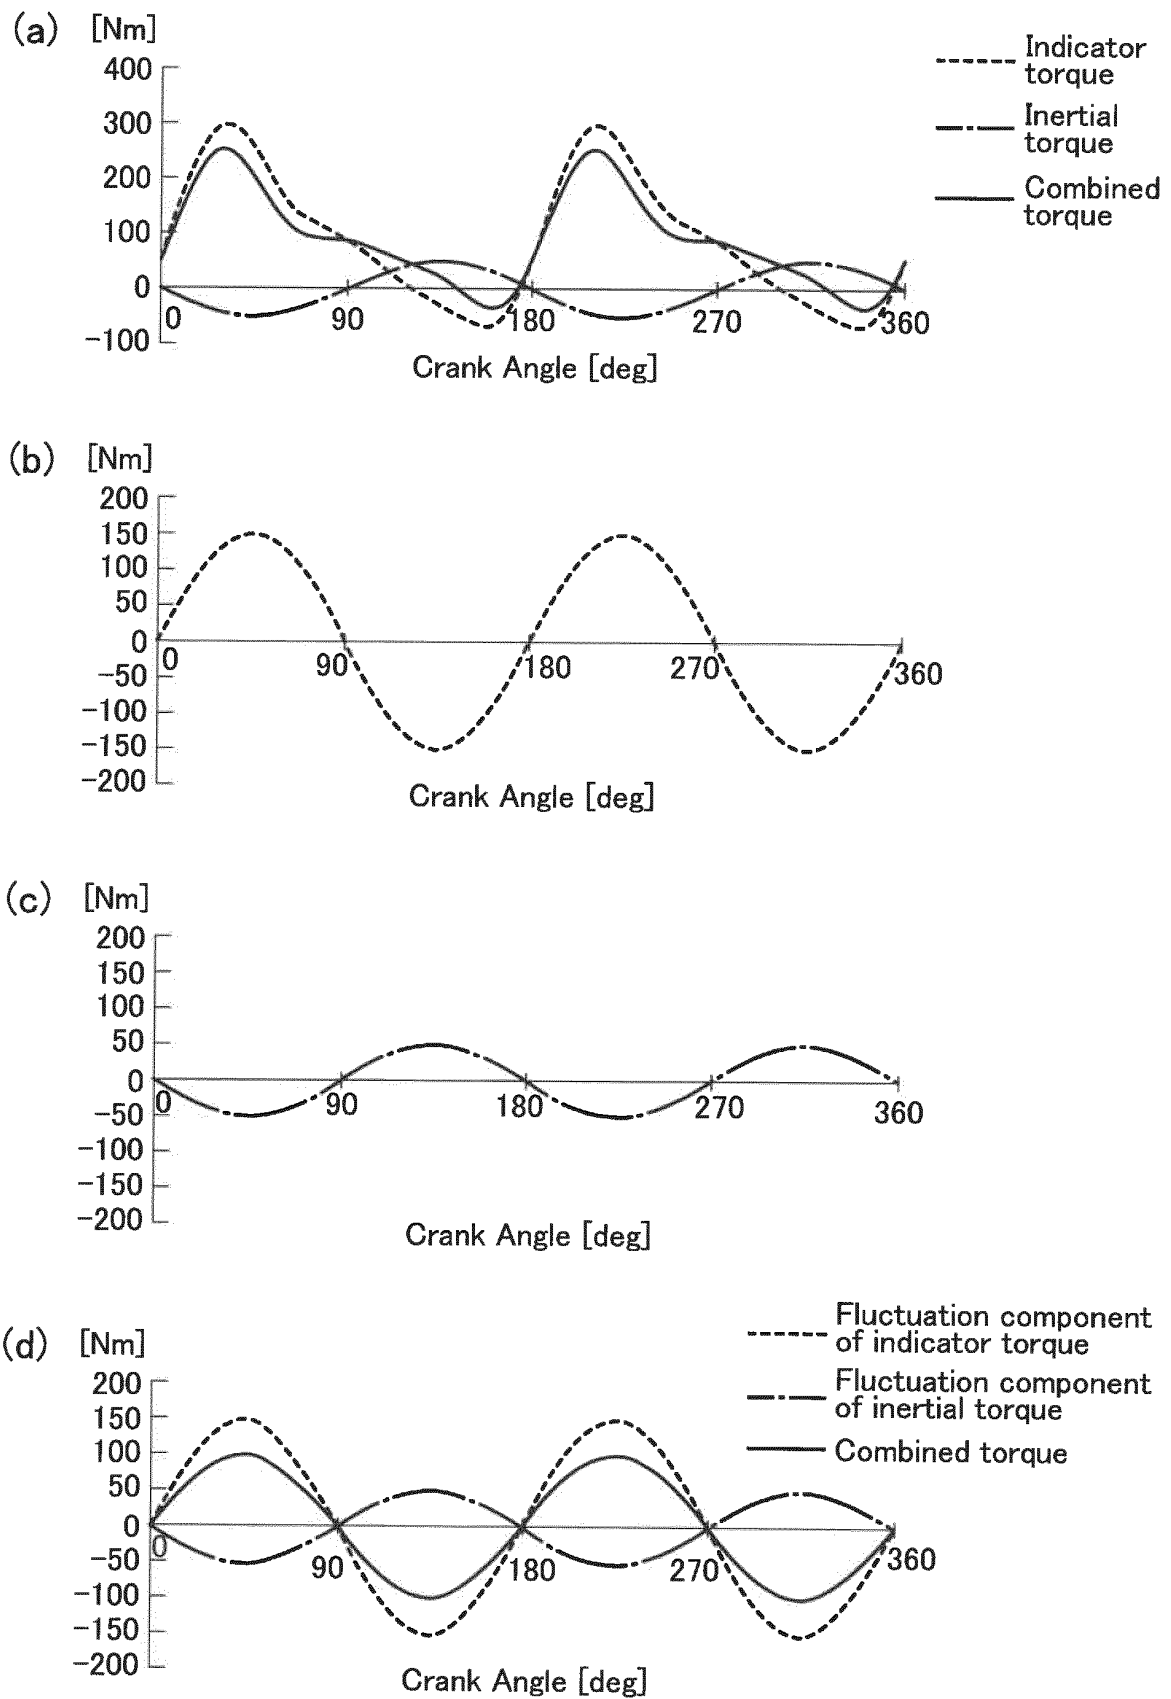 (a) [Nm]
400
300
200
100
0
-100
0 90 180 270 360
Crank Angle [deg]
Indicator
torque
Inertial
torque
Combined
torque
(b) [Nm]
200
150
100
50
0
-50
-100
-150
-200
0 90 180 270 360
Crank Angle [deg]
(c) [Nm]
200
150
100
50
0
-50
-100
-150
-200
0 90 180 270 360
Crank Angle [deg]
(d) [Nm]
200
150
100
50
0
-50
-100
-150
-200
0 90 180 270 360
Crank Angle [deg]
Fluctuation component
of indicator torque
Fluctuation component
of inertial torque
Combined torque